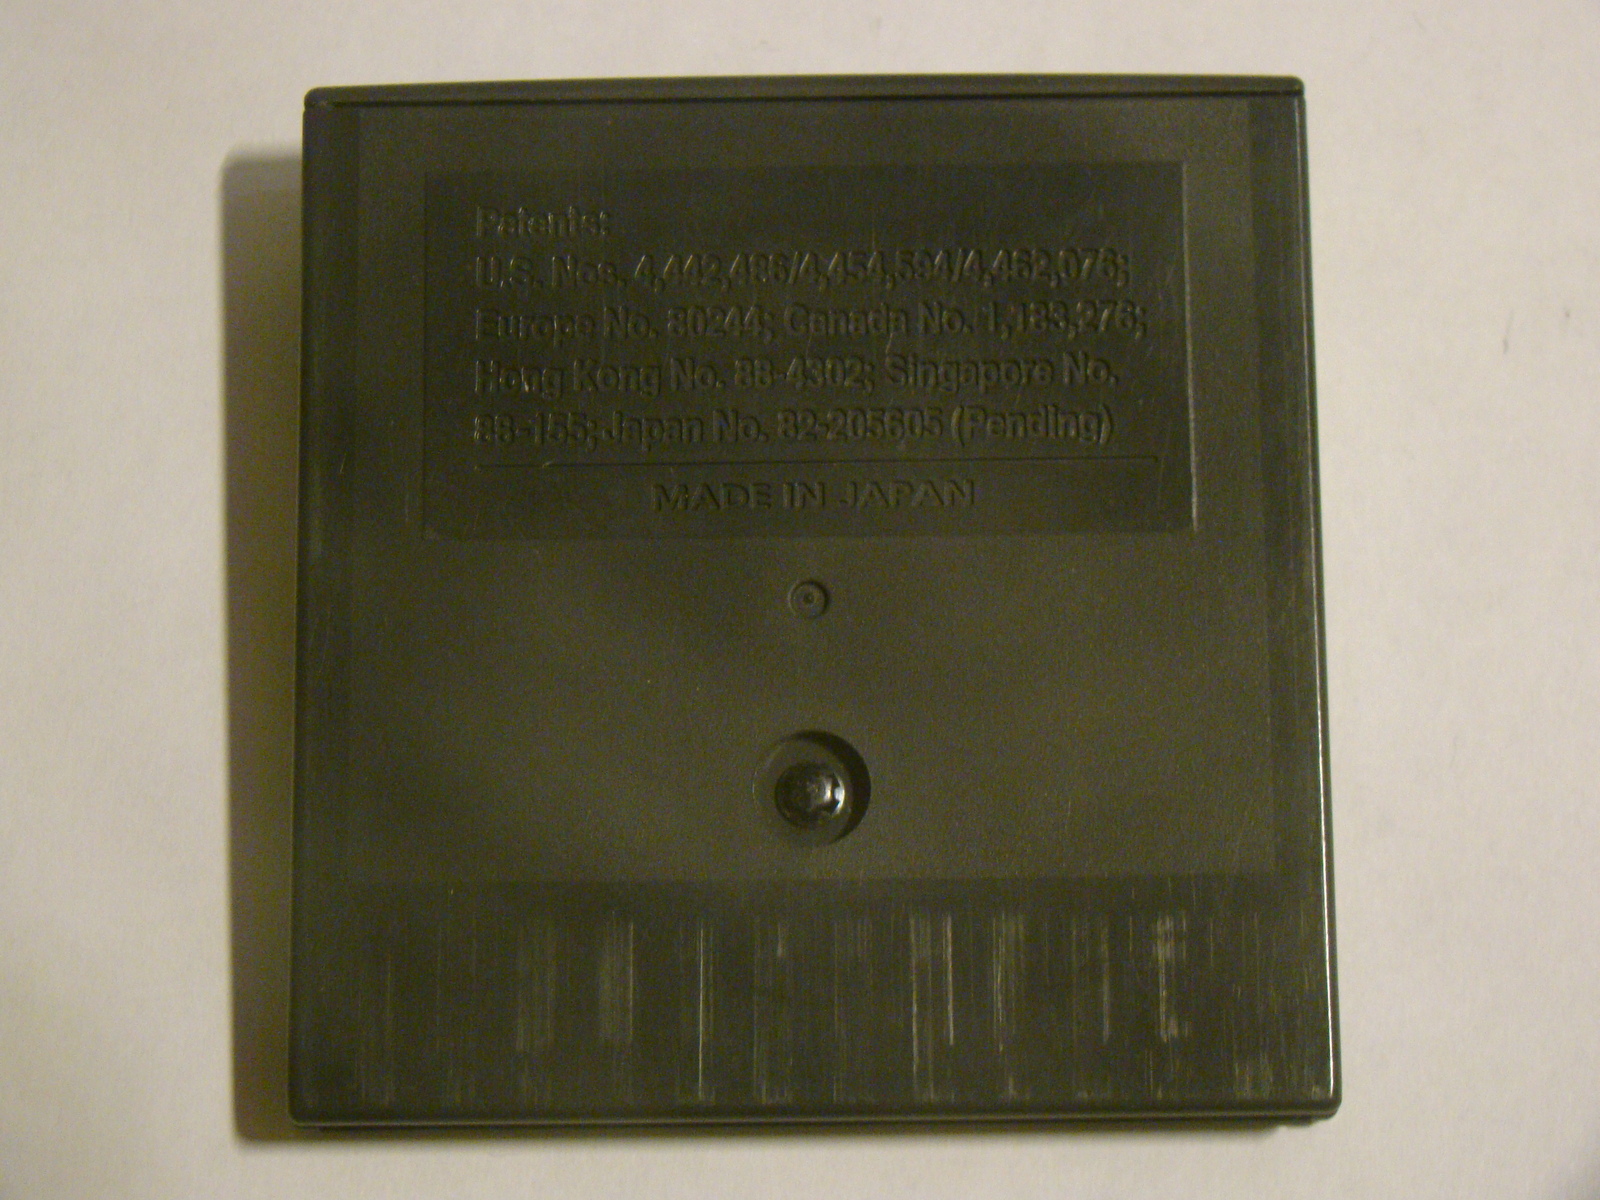 Patents:
U.S. Nos. 4,442,486/4,454,594/4,462,076;
Europe No. 80244; Canada No. 1,183,276;
Hong Kong No. 88-4302; Singapore No.
88-155; Japan No. 82-205605 (Pending)
MADE IN JAPAN